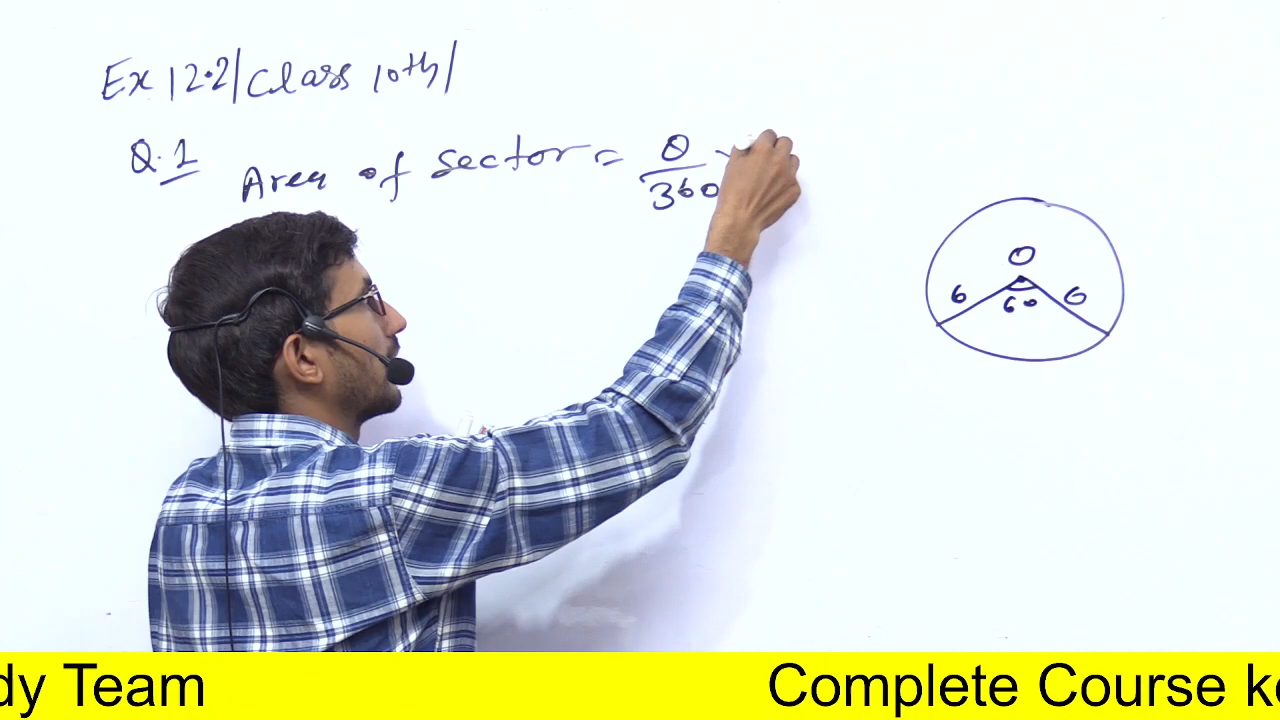 Ex 12.2/Class 10th/
Q.1 Area of sector = θ/360
O
6 60 6
dy Team Complete Course k